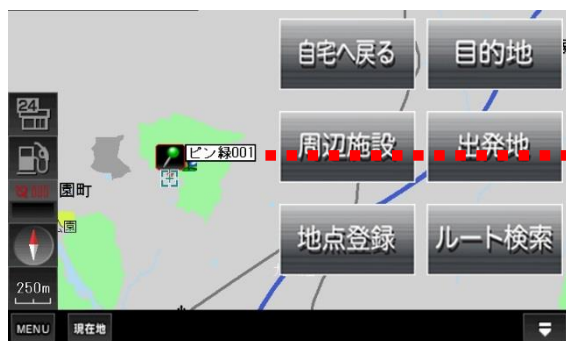 自宅へ戻る
目的地
24
ピン緑001
周辺施設
出発地
園町
園
地点登録
ルート検索
250m
MENU
現在地